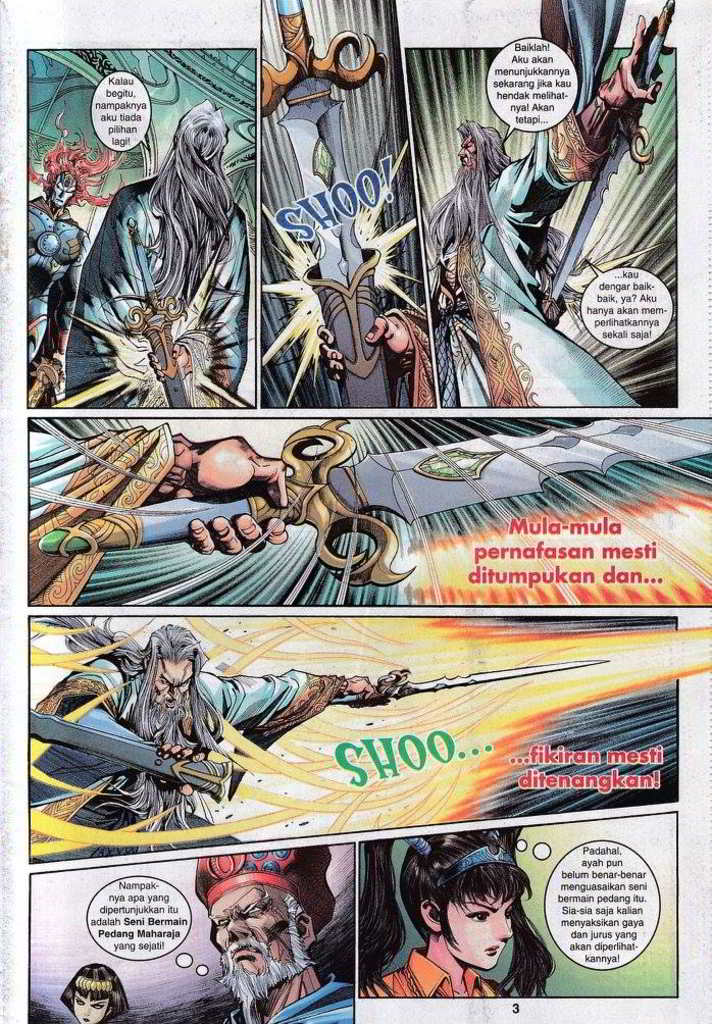 Kalau
begitu,
nampaknya
aku tiada
pilihan
lagi!
SHOO!
Baiklah!
Aku akan
menunjukkannya
sekarang jika kau
hendak melihat-
nya! Akan
tetapi...
...kau
dengar baik-
baik, ya? Aku
hanya akan mem-
perlihatkannya
sekali saja!
Mula-mula
pernafasan mesti
ditumpukan dan...
SHOO...
...fikiran mesti
ditenangkan!
Nampak-
nya apa yang
dipertunjukkan itu
adalah Seni Bermain
Pedang Maharaja
yang sejati!
Padahal,
ayah pun
belum benar-benar
menguasaikan seni
bermain pedang itu.
Sia-sia saja kalian
menyaksikan gaya
dan jurus yang
akan diperlihat-
kannya!
3